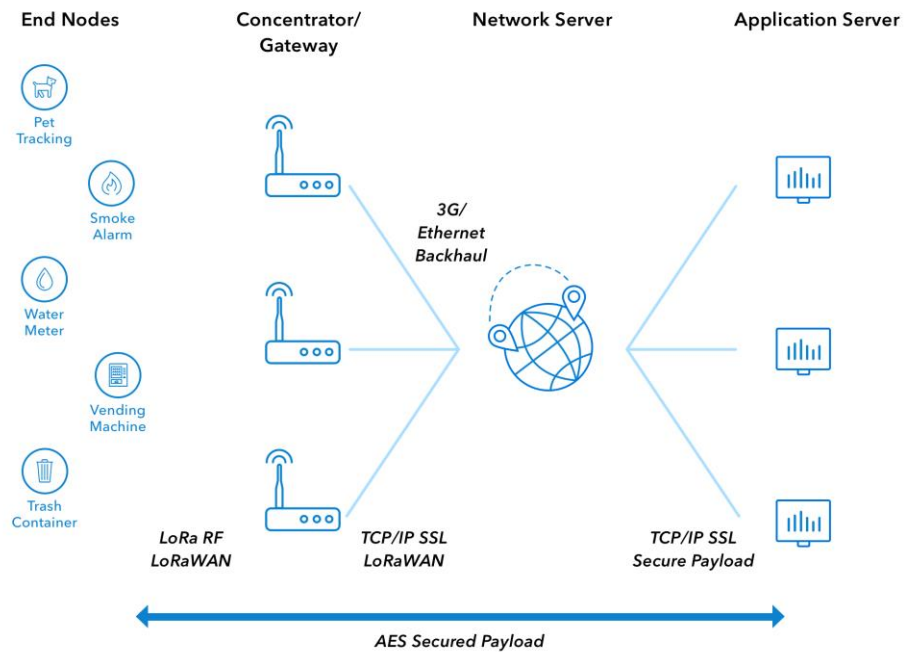 End Nodes
Concentrator/
Gateway
Network Server
Application Server
Pet
Tracking
Smoke
Alarm
Water
Meter
Vending
Machine
Trash
Container
3G/
Ethernet
Backhaul
LoRa RF
LoRaWAN
TCP/IP SSL
LoRaWAN
TCP/IP SSL
Secure Payload
AES Secured Payload